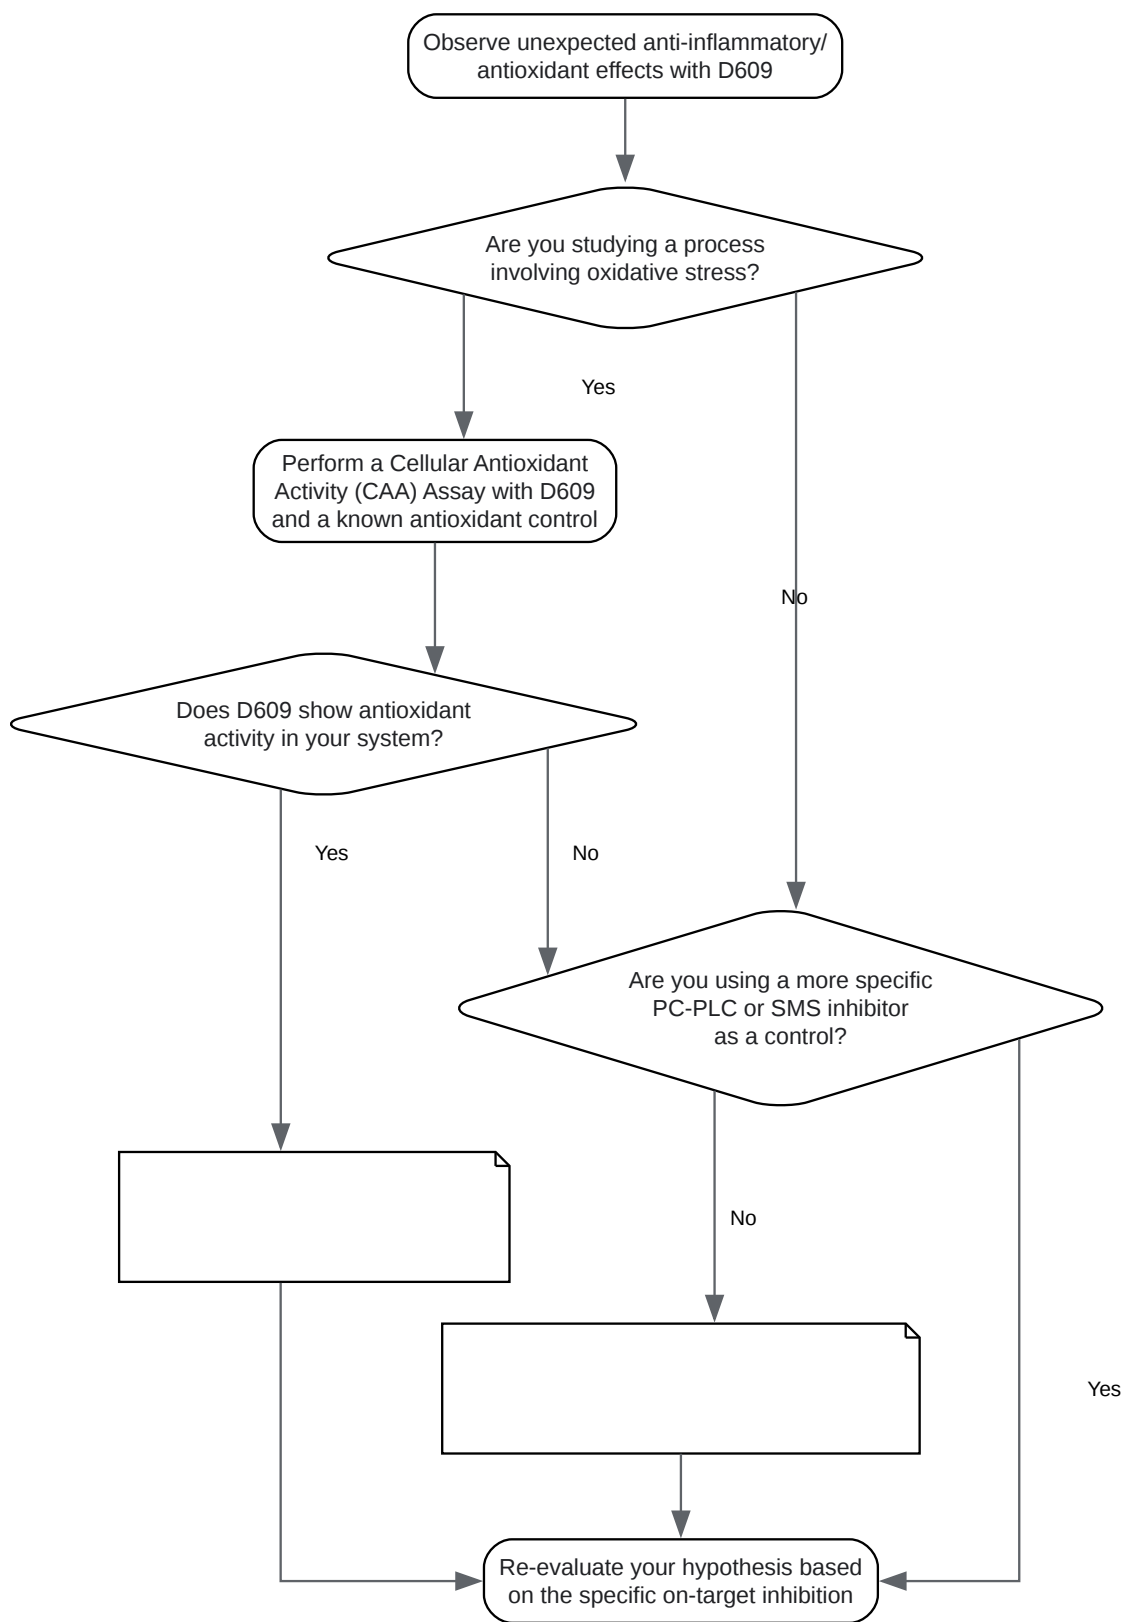 Observe unexpected anti-inflammatory/
antioxidant effects with D609
Are you studying a process
involving oxidative stress?
Yes
Perform a Cellular Antioxidant
Activity (CAA) Assay with D609
and a known antioxidant control
No
Does D609 show antioxidant
activity in your system?
Yes
No
Are you using a more specific
PC-PLC or SMS inhibitor
as a control?
No
Yes
Re-evaluate your hypothesis based
on the specific on-target inhibition